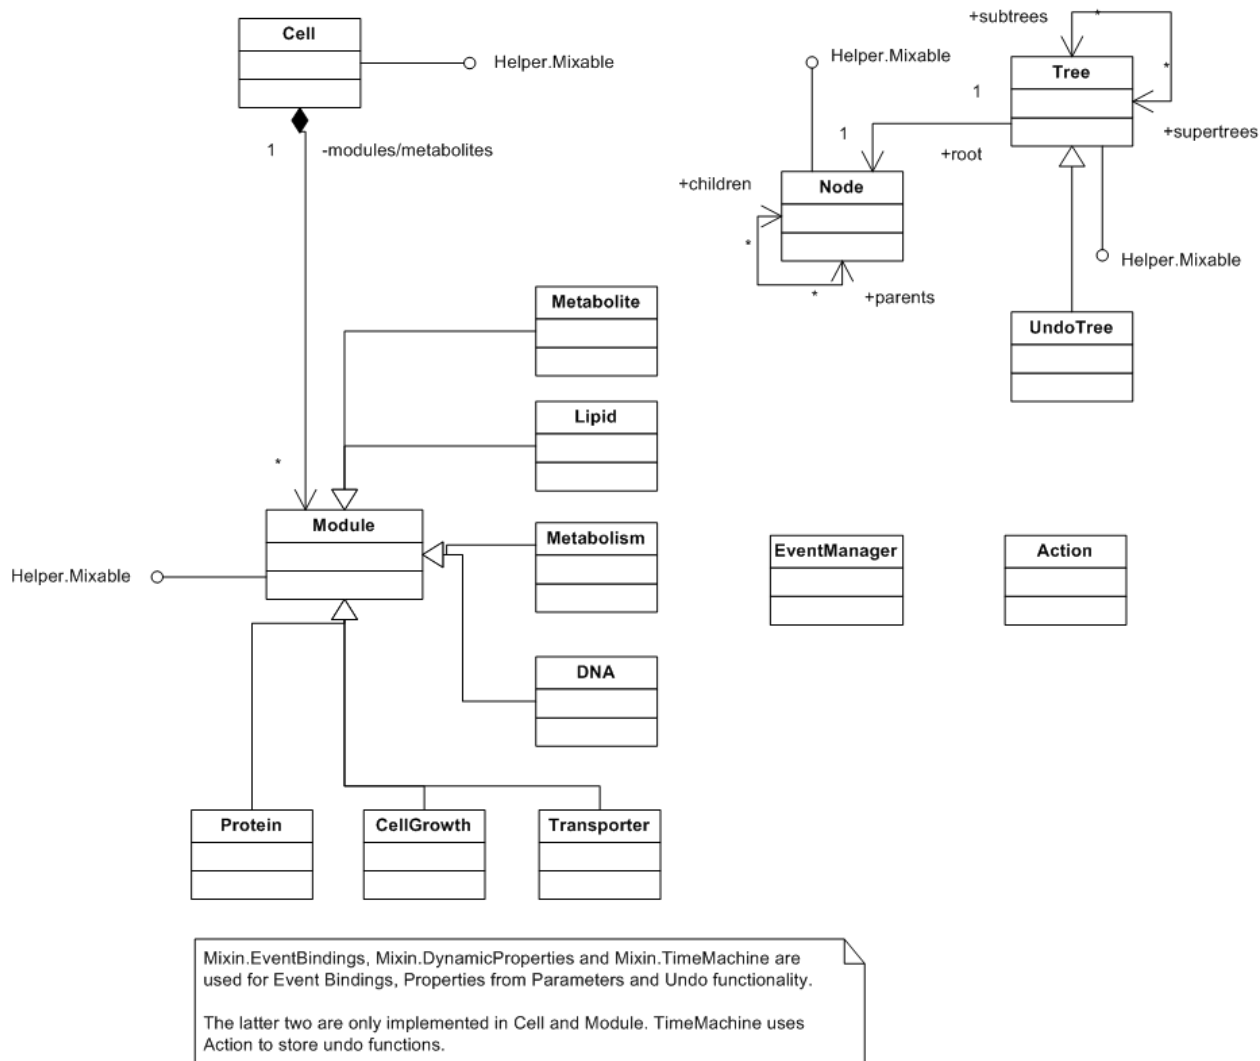 Cell
Helper.Mixable
1
-modules/metabolites
*
+subtrees
*
Tree
*
+supertrees
Helper.Mixable
1
1
+root
+children
Node
*
*
+parents
Helper.Mixable
UndoTree
Metabolite
Lipid
Module
Helper.Mixable
Metabolism
DNA
EventManager
Action
Protein
CellGrowth
Transporter
Mixin.EventBindings, Mixin.DynamicProperties and Mixin.TimeMachine are
used for Event Bindings, Properties from Parameters and Undo functionality.
The latter two are only implemented in Cell and Module. TimeMachine uses
Action to store undo functions.